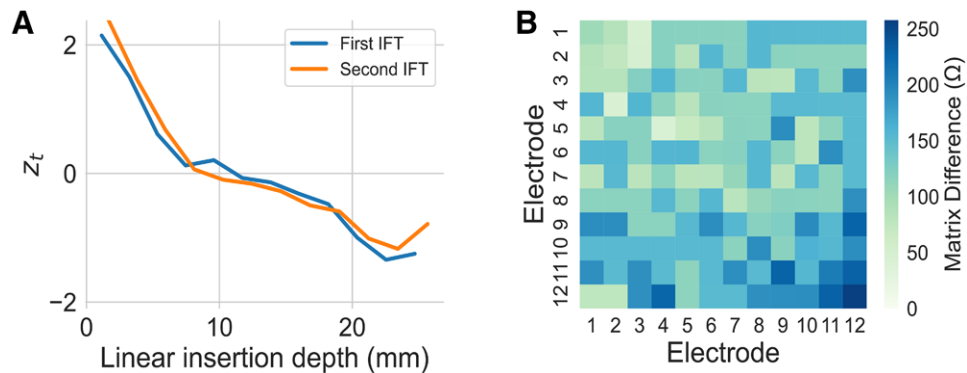 A
2
0
−2
z_t
0
10
20
Linear insertion depth (mm)
First IFT
Second IFT
B
1
2
3
4
5
6
7
8
9
10
11
12
Electrode
1 2 3 4 5 6 7 8 9 10 11 12
Electrode
250
200
150
100
50
0
Matrix Difference (Ω)